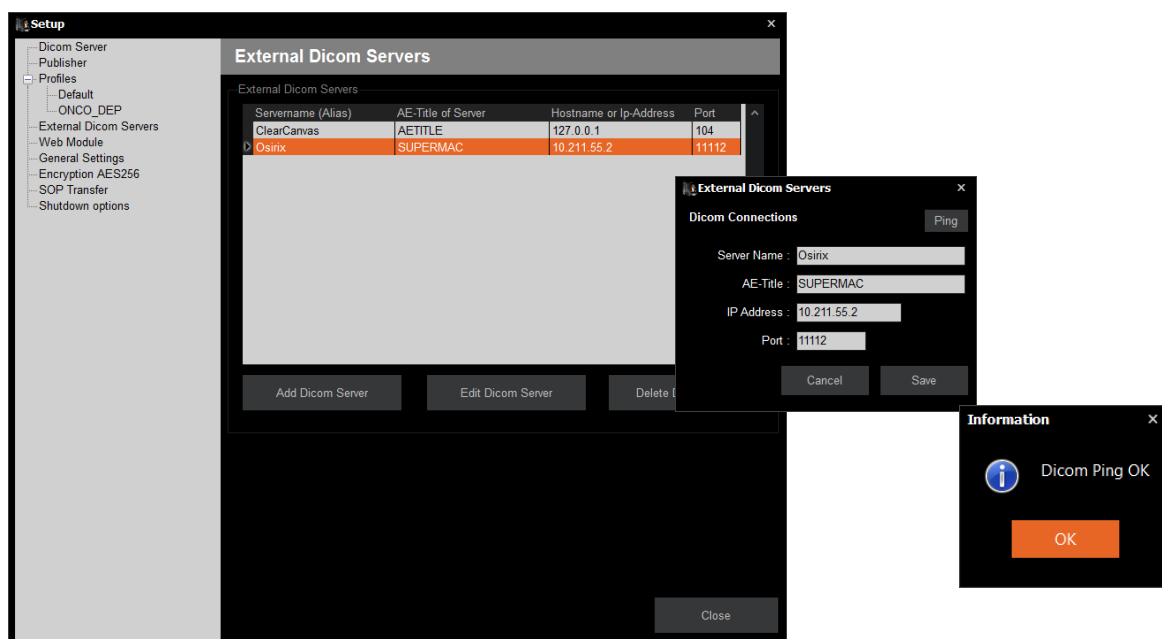 Setup
Dicom Server
Publisher
Profiles
Default
ONCO_DEP
External Dicom Servers
Web Module
General Settings
Encryption AES256
SOP Transfer
Shutdown options
External Dicom Servers
External Dicom Servers
Servername (Alias) AE-Title of Server Hostname or Ip-Address Port
ClearCanvas AETITLE 127.0.0.1 104
Osirix SUPERMAC 10.211.55.2 11112
Add Dicom Server Edit Dicom Server Delete
Close
External Dicom Servers
Dicom Connections Ping
Server Name : Osirix
AE-Title : SUPERMAC
IP Address : 10.211.55.2
Port : 11112
Cancel Save
Information
Dicom Ping OK
OK